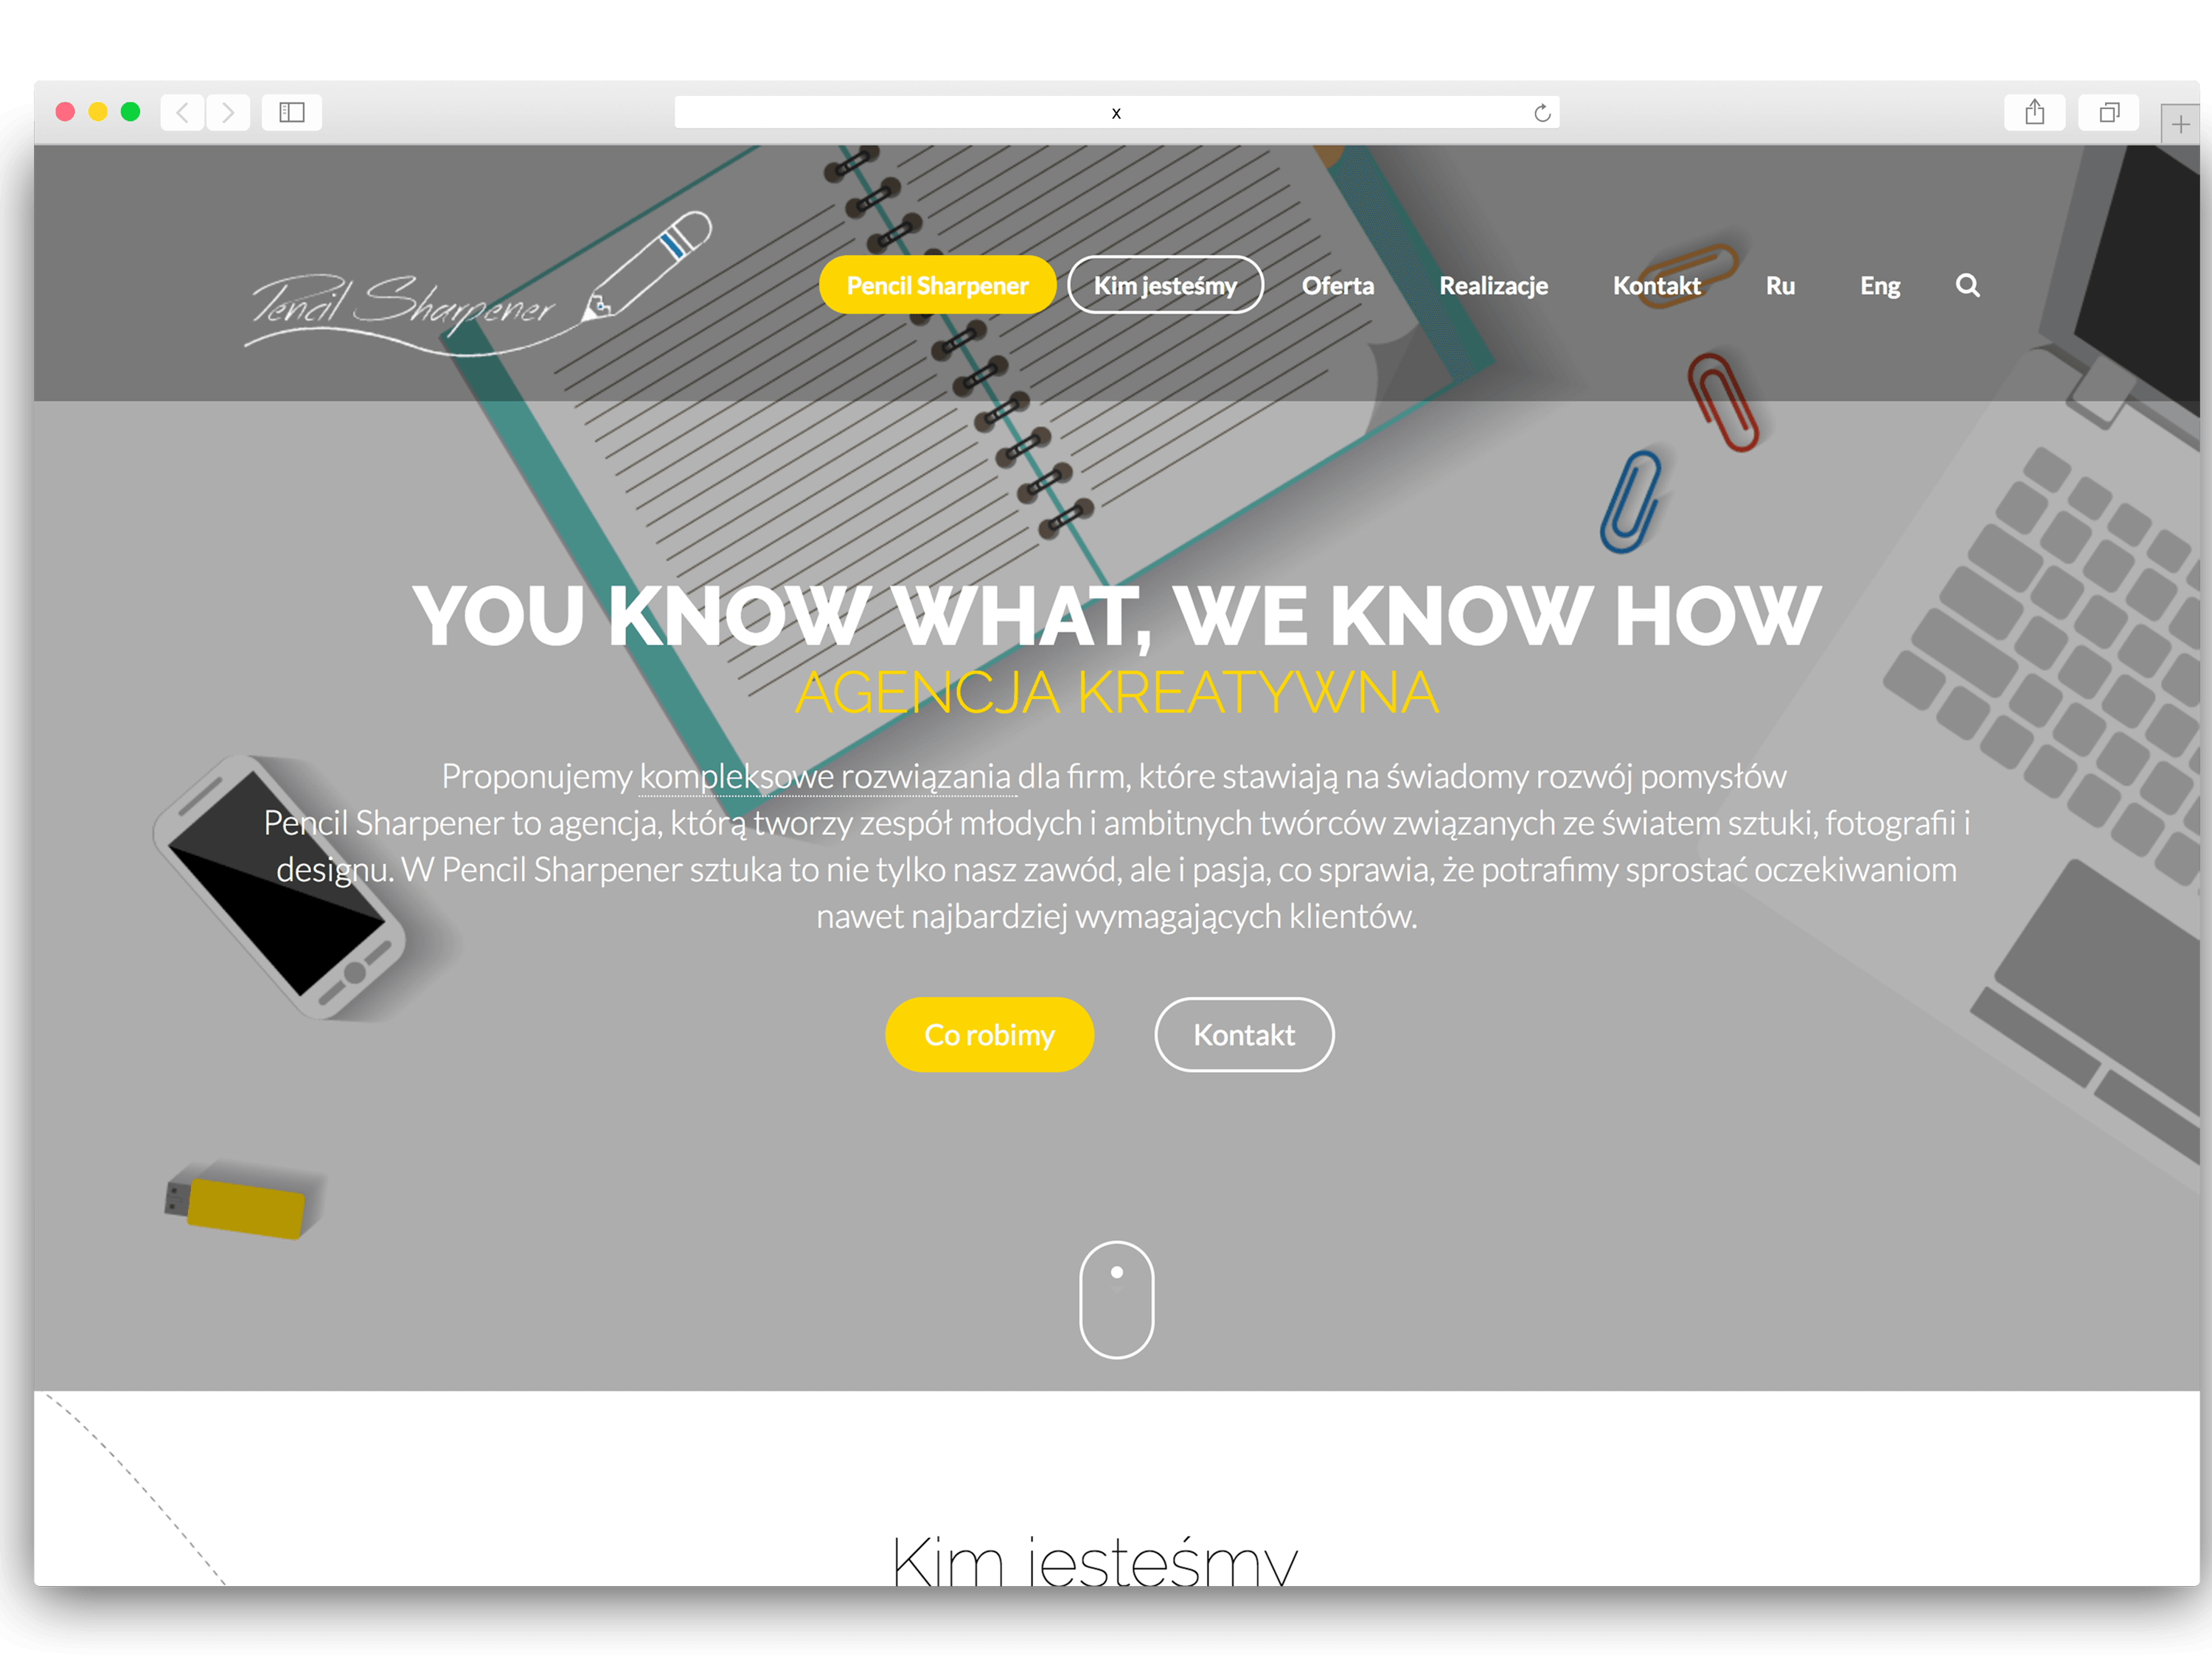 x
Pencil Sharpener
Pencil Sharpener Kim jesteśmy Oferta Realizacje Kontakt Ru Eng
YOU KNOW WHAT, WE KNOW HOW
AGENCJA KREATYWNA
Proponujemy kompleksowe rozwiązania dla firm, które stawiają na świadomy rozwój pomysłów
Pencil Sharpener to agencja, którą tworzy zespół młodych i ambitnych twórców związanych ze światem sztuki, fotografii i
designu. W Pencil Sharpener sztuka to nie tylko nasz zawód, ale i pasja, co sprawia, że potrafimy sprostać oczekiwaniom
nawet najbardziej wymagających klientów.
Co robimy Kontakt
Kim jesteśmy